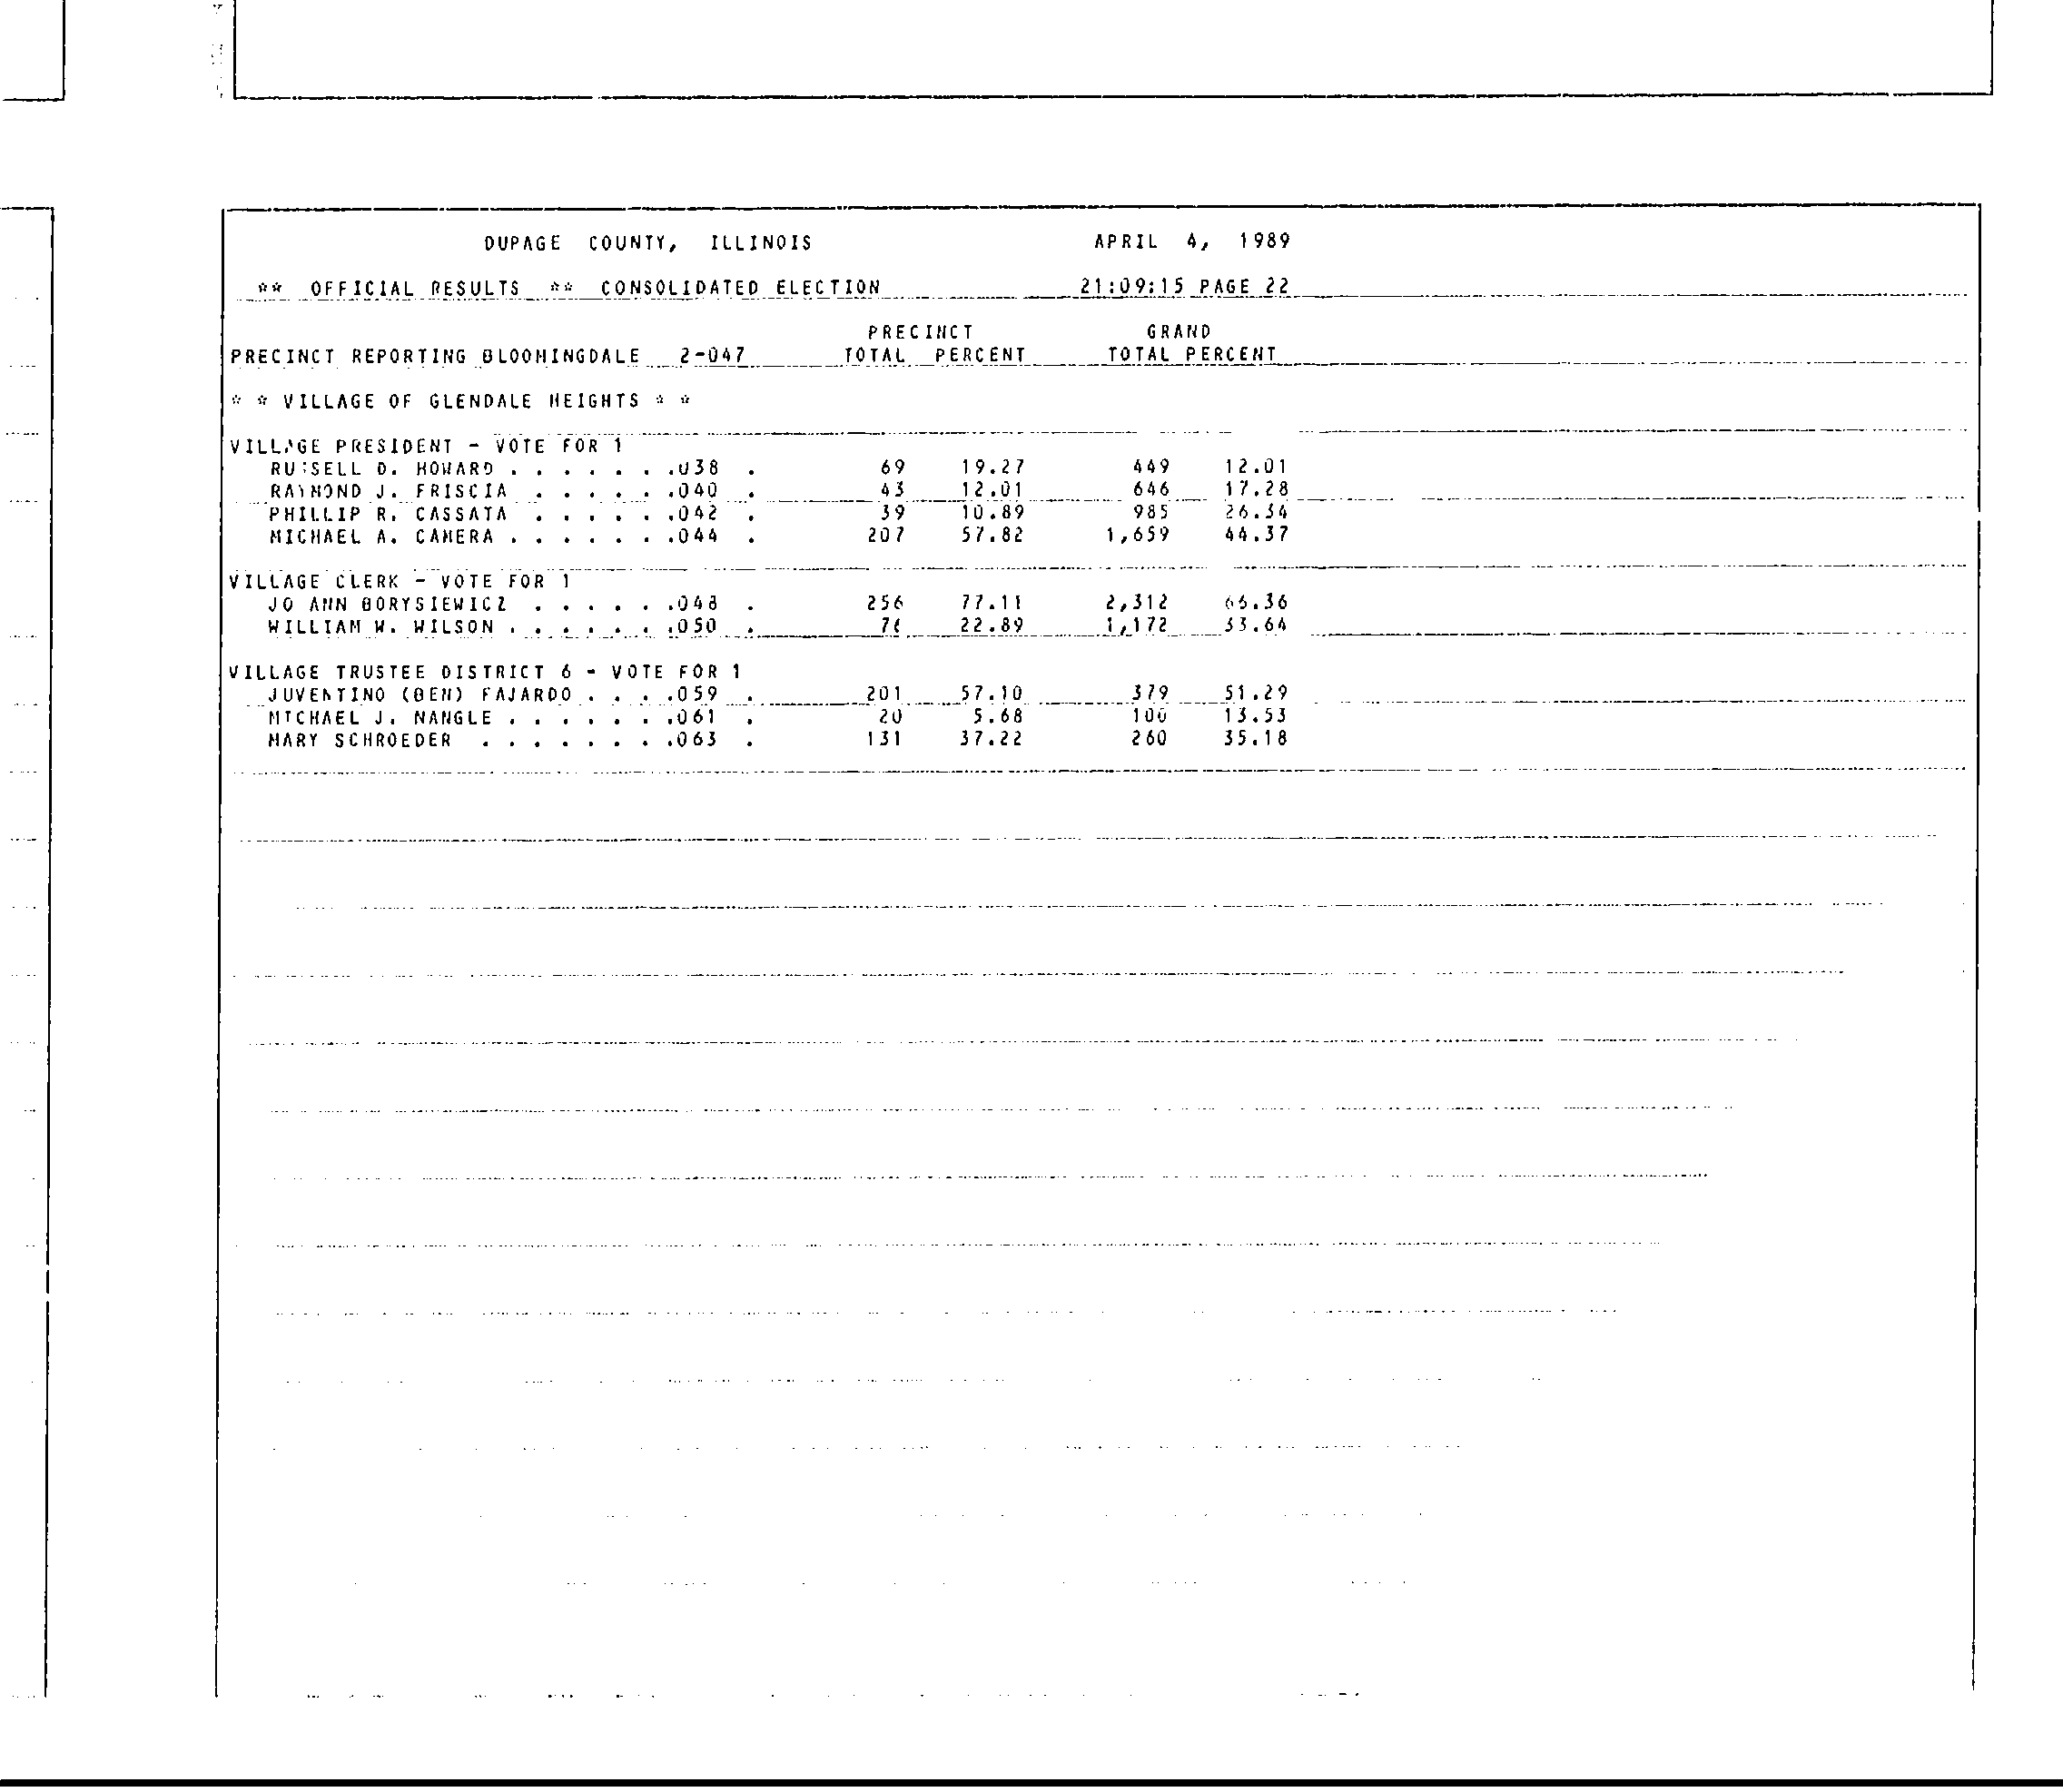 DUPAGE COUNTY, ILLINOIS APRIL 4, 1989
** OFFICIAL RESULTS ** CONSOLIDATED ELECTION 21:09:15 PAGE 22
PRECINCT GRAND
PRECINCT REPORTING BLOOMINGDALE 2-047 TOTAL PERCENT TOTAL PERCENT
* * VILLAGE OF GLENDALE HEIGHTS * *
VILLAGE PRESIDENT - VOTE FOR 1
RUSSELL D. HOWARD . . . . . . .038 . 69 19.27 449 12.01
RAYMOND J. FRISCIA . . . . . .040 . 43 12.01 646 17.28
PHILLIP R. CASSATA . . . . . .042 . 39 10.89 985 26.34
MICHAEL A. CAMERA . . . . . . .044 . 207 57.82 1,659 44.37
VILLAGE CLERK - VOTE FOR 1
JO ANN BORYSIEWICZ . . . . . .048 . 256 77.11 2,312 66.36
WILLIAM W. WILSON . . . . . . .050 . 76 22.89 1,172 33.64
VILLAGE TRUSTEE DISTRICT 6 - VOTE FOR 1
JUVENTINO (BEN) FAJARDO . . . .059 . 201 57.10 379 51.29
MICHAEL J. NANGLE . . . . . . .061 . 20 5.68 100 13.53
MARY SCHROEDER . . . . . . . .063 . 131 37.22 260 35.18